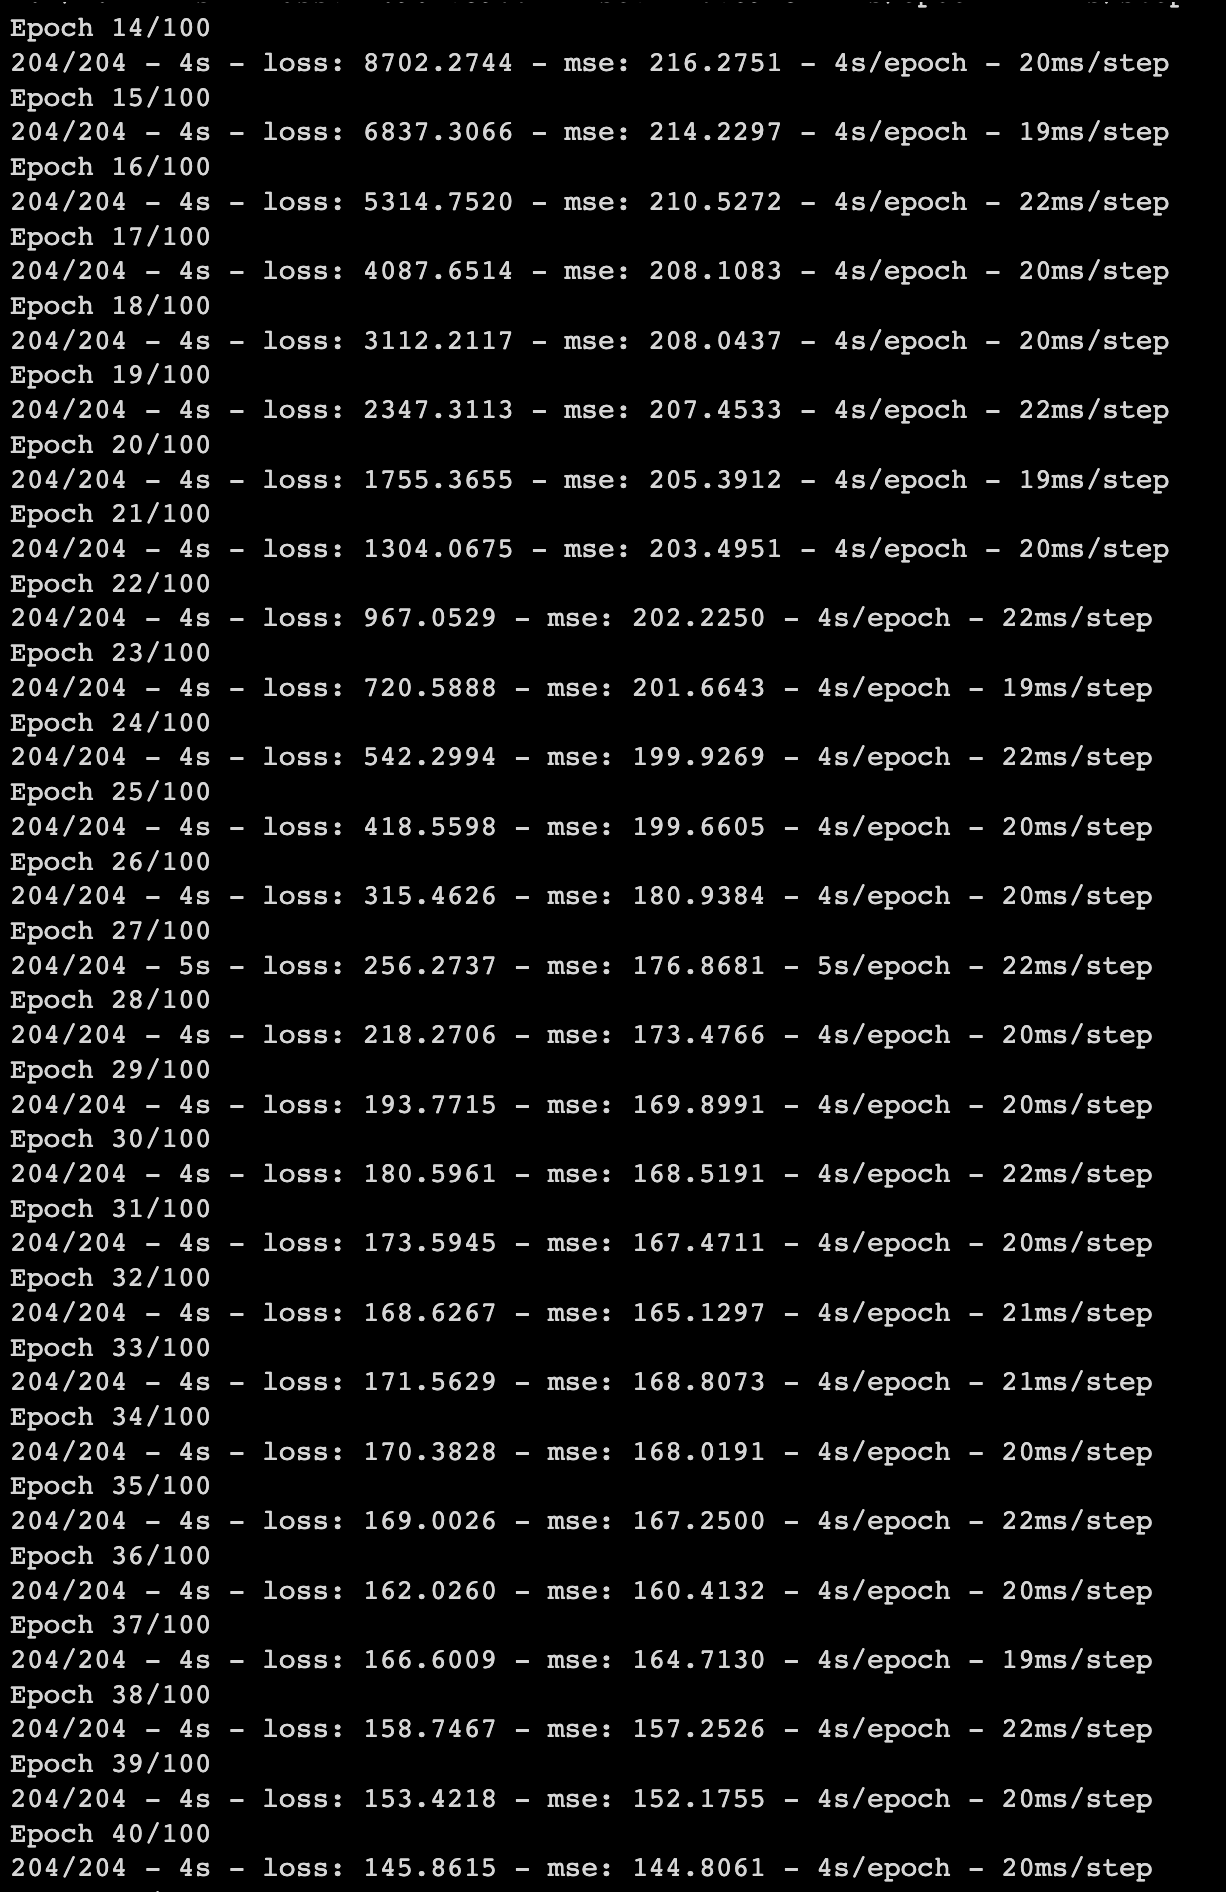 Epoch 14/100
204/204 - 4s - loss: 8702.2744 - mse: 216.2751 - 4s/epoch - 20ms/step
Epoch 15/100
204/204 - 4s - loss: 6837.3066 - mse: 214.2297 - 4s/epoch - 19ms/step
Epoch 16/100
204/204 - 4s - loss: 5314.7520 - mse: 210.5272 - 4s/epoch - 22ms/step
Epoch 17/100
204/204 - 4s - loss: 4087.6514 - mse: 208.1083 - 4s/epoch - 20ms/step
Epoch 18/100
204/204 - 4s - loss: 3112.2117 - mse: 208.0437 - 4s/epoch - 20ms/step
Epoch 19/100
204/204 - 4s - loss: 2347.3113 - mse: 207.4533 - 4s/epoch - 22ms/step
Epoch 20/100
204/204 - 4s - loss: 1755.3655 - mse: 205.3912 - 4s/epoch - 19ms/step
Epoch 21/100
204/204 - 4s - loss: 1304.0675 - mse: 203.4951 - 4s/epoch - 20ms/step
Epoch 22/100
204/204 - 4s - loss: 967.0529 - mse: 202.2250 - 4s/epoch - 22ms/step
Epoch 23/100
204/204 - 4s - loss: 720.5888 - mse: 201.6643 - 4s/epoch - 19ms/step
Epoch 24/100
204/204 - 4s - loss: 542.2994 - mse: 199.9269 - 4s/epoch - 22ms/step
Epoch 25/100
204/204 - 4s - loss: 418.5598 - mse: 199.6605 - 4s/epoch - 20ms/step
Epoch 26/100
204/204 - 4s - loss: 315.4626 - mse: 180.9384 - 4s/epoch - 20ms/step
Epoch 27/100
204/204 - 5s - loss: 256.2737 - mse: 176.8681 - 5s/epoch - 22ms/step
Epoch 28/100
204/204 - 4s - loss: 218.2706 - mse: 173.4766 - 4s/epoch - 20ms/step
Epoch 29/100
204/204 - 4s - loss: 193.7715 - mse: 169.8991 - 4s/epoch - 20ms/step
Epoch 30/100
204/204 - 4s - loss: 180.5961 - mse: 168.5191 - 4s/epoch - 22ms/step
Epoch 31/100
204/204 - 4s - loss: 173.5945 - mse: 167.4711 - 4s/epoch - 20ms/step
Epoch 32/100
204/204 - 4s - loss: 168.6267 - mse: 165.1297 - 4s/epoch - 21ms/step
Epoch 33/100
204/204 - 4s - loss: 171.5629 - mse: 168.8073 - 4s/epoch - 21ms/step
Epoch 34/100
204/204 - 4s - loss: 170.3828 - mse: 168.0191 - 4s/epoch - 20ms/step
Epoch 35/100
204/204 - 4s - loss: 169.0026 - mse: 167.2500 - 4s/epoch - 22ms/step
Epoch 36/100
204/204 - 4s - loss: 162.0260 - mse: 160.4132 - 4s/epoch - 20ms/step
Epoch 37/100
204/204 - 4s - loss: 166.6009 - mse: 164.7130 - 4s/epoch - 19ms/step
Epoch 38/100
204/204 - 4s - loss: 158.7467 - mse: 157.2526 - 4s/epoch - 22ms/step
Epoch 39/100
204/204 - 4s - loss: 153.4218 - mse: 152.1755 - 4s/epoch - 20ms/step
Epoch 40/100
204/204 - 4s - loss: 145.8615 - mse: 144.8061 - 4s/epoch - 20ms/step